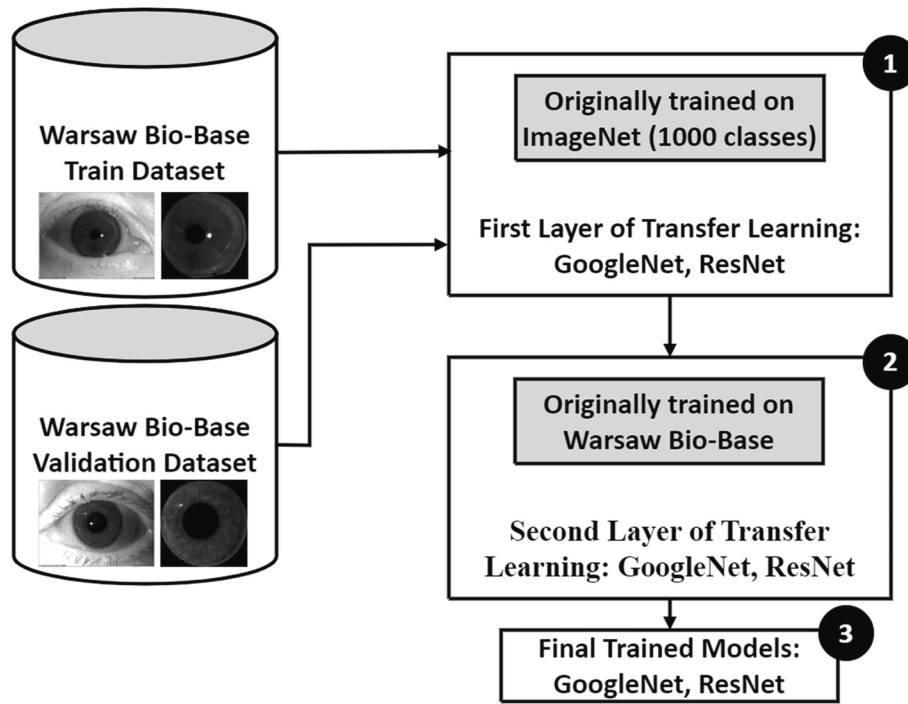 Warsaw Bio-Base
Train Dataset
Warsaw Bio-Base
Validation Dataset
1
Originally trained on
ImageNet (1000 classes)
First Layer of Transfer Learning:
GoogleNet, ResNet
2
Originally trained on
Warsaw Bio-Base
Second Layer of Transfer
Learning: GoogleNet, ResNet
3
Final Trained Models:
GoogleNet, ResNet